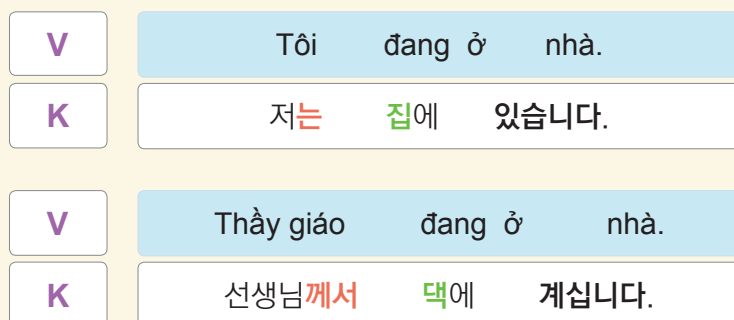 V Tôi đang ở nhà.
K 저는 집에 있습니다.
V Thầy giáo đang ở nhà.
K 선생님께서 댁에 계십니다.